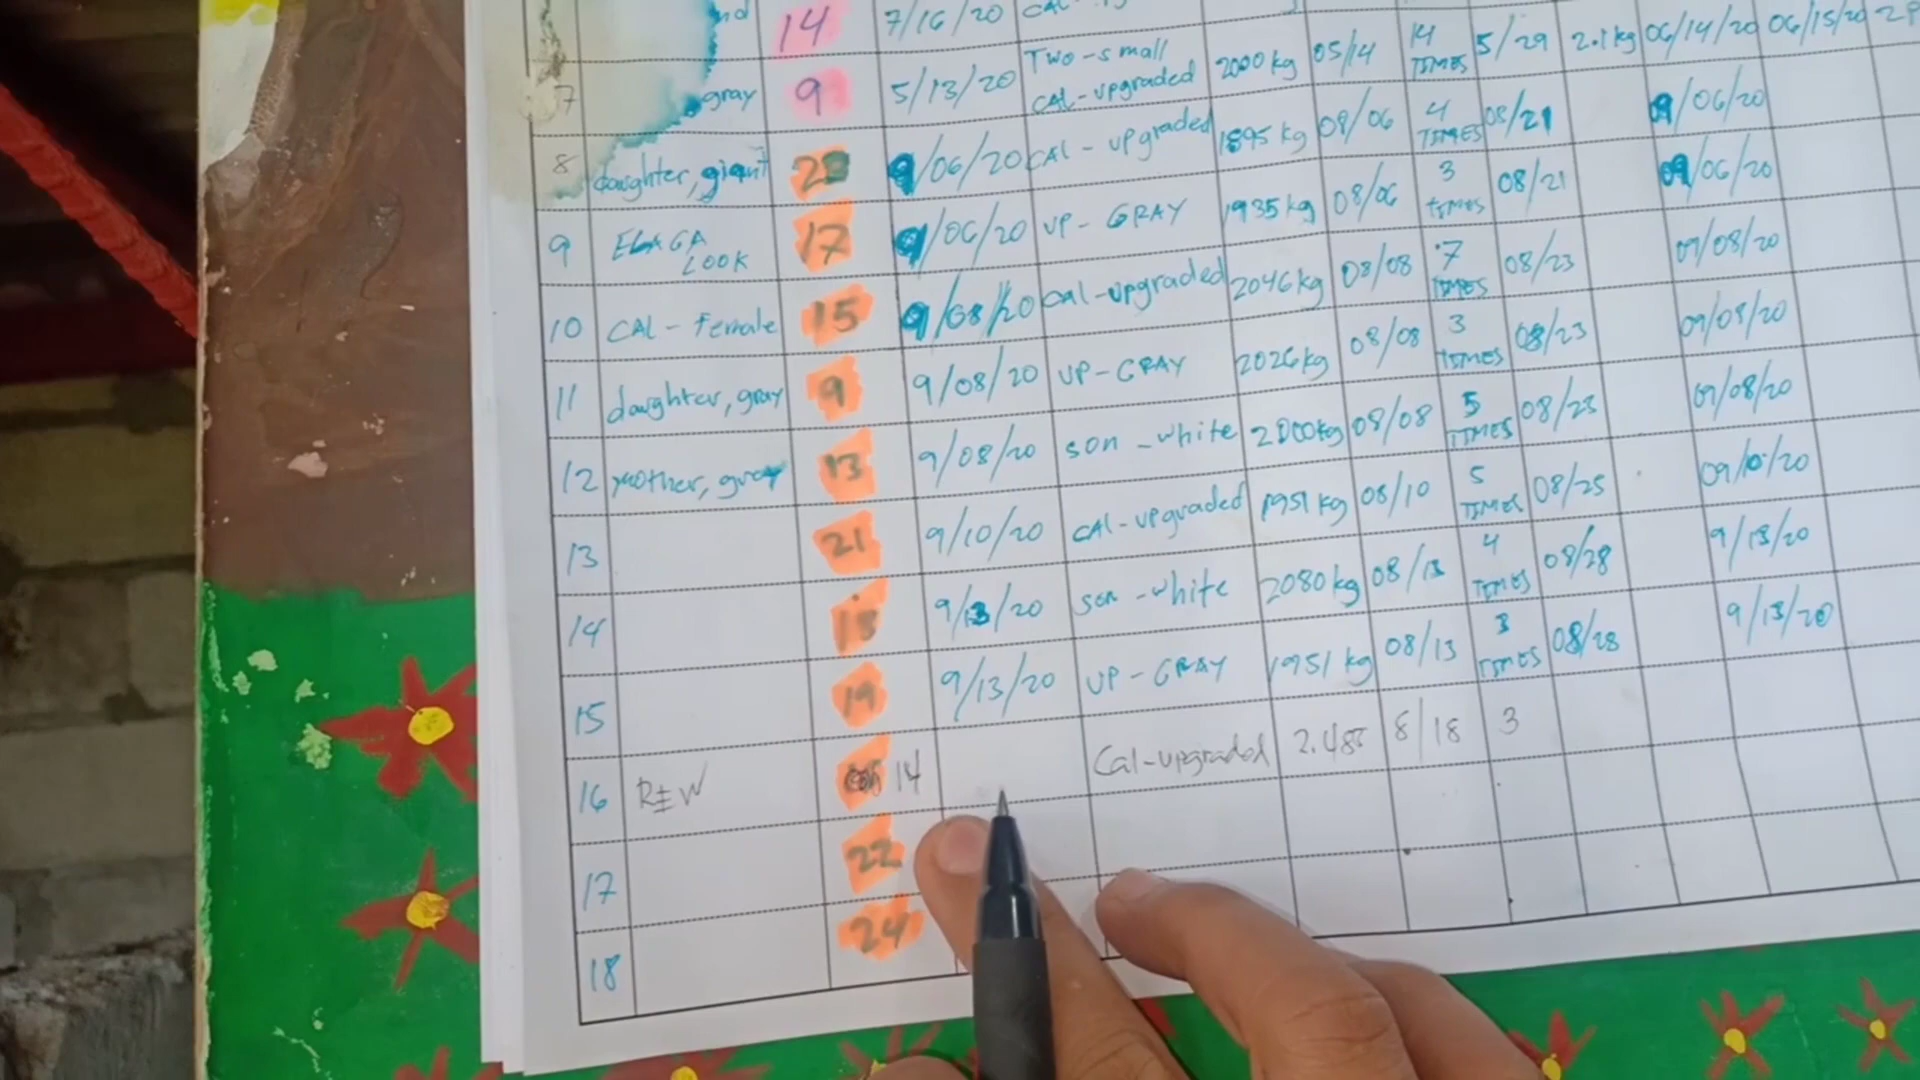 14 7/16/20
7 gray 9 5/13/20 Two-small CAL-upgraded 2000 kg 05/14 14 TIMES 5/29 2.1 kg 06/14/20 06/15/20
8 daughter, giant 9/06/20 CAL - upgraded 1895 kg 08/06 4 TIMES 08/21 09/06/20
9 LOOK 17 9/06/20 UP - GRAY 1935 kg 08/06 3 times 08/21 09/06/20
10 CAL - Female 15 9/08/20 Cal-upgraded 2046 kg 08/08 7 TIMES 08/23 09/08/20
11 daughter, gray 9 9/08/20 UP-GRAY 2026 kg 08/08 3 TIMES 08/23 09/08/20
12 mother, gray 13 9/08/20 SON - white 2000 kg 08/08 5 TIMES 08/23 09/08/20
13 21 9/10/20 CAL-upgraded 1951 kg 08/10 5 TIMES 08/25 09/10/20
14 9/13/20 SON - white 2080 kg 08/13 4 TIMES 08/28 9/13/20
15 19 9/13/20 UP - GRAY 1951 kg 08/13 3 TIMES 08/28 9/13/20
16 14 Cal-upgraded 8/18 3
17 22
18 24